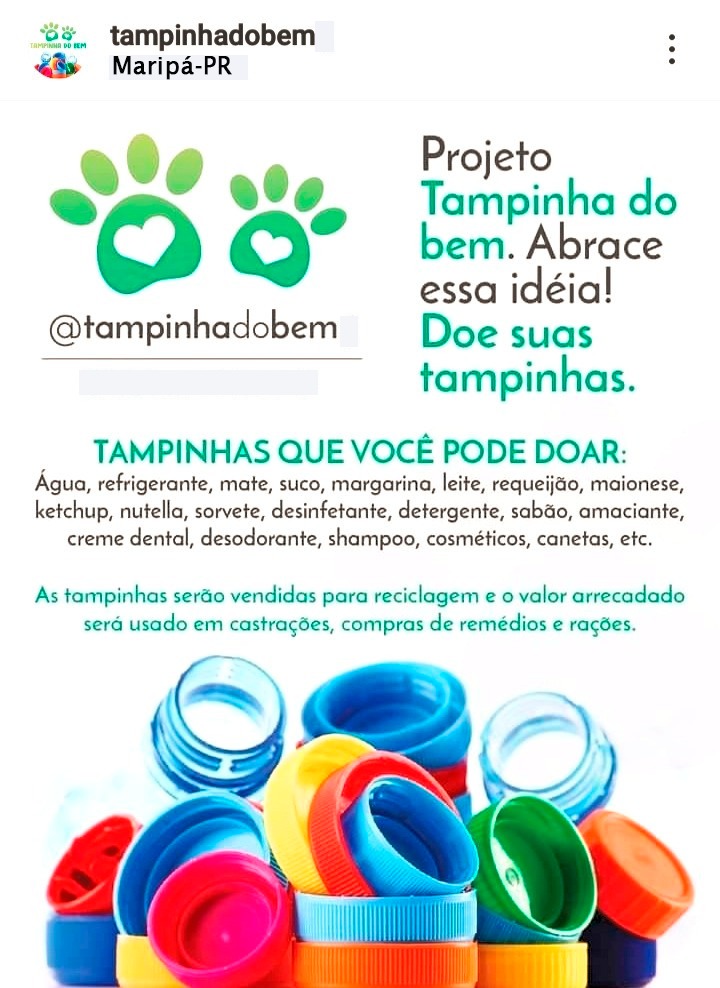 tampinhadobem
Maripá-PR
TAMPINHA DO BEM
@tampinhadobem
Projeto
Tampinha do
bem. Abrace
essa idéia!
Doe suas
tampinhas.
TAMPINHAS QUE VOCÊ PODE DOAR:
Água, refrigerante, mate, suco, margarina, leite, requeijão, maionese,
ketchup, nutella, sorvete, desinfetante, detergente, sabão, amaciante,
creme dental, desodorante, shampoo, cosméticos, canetas, etc.
As tampinhas serão vendidas para reciclagem e o valor arrecadado
será usado em castrações, compras de remédios e rações.